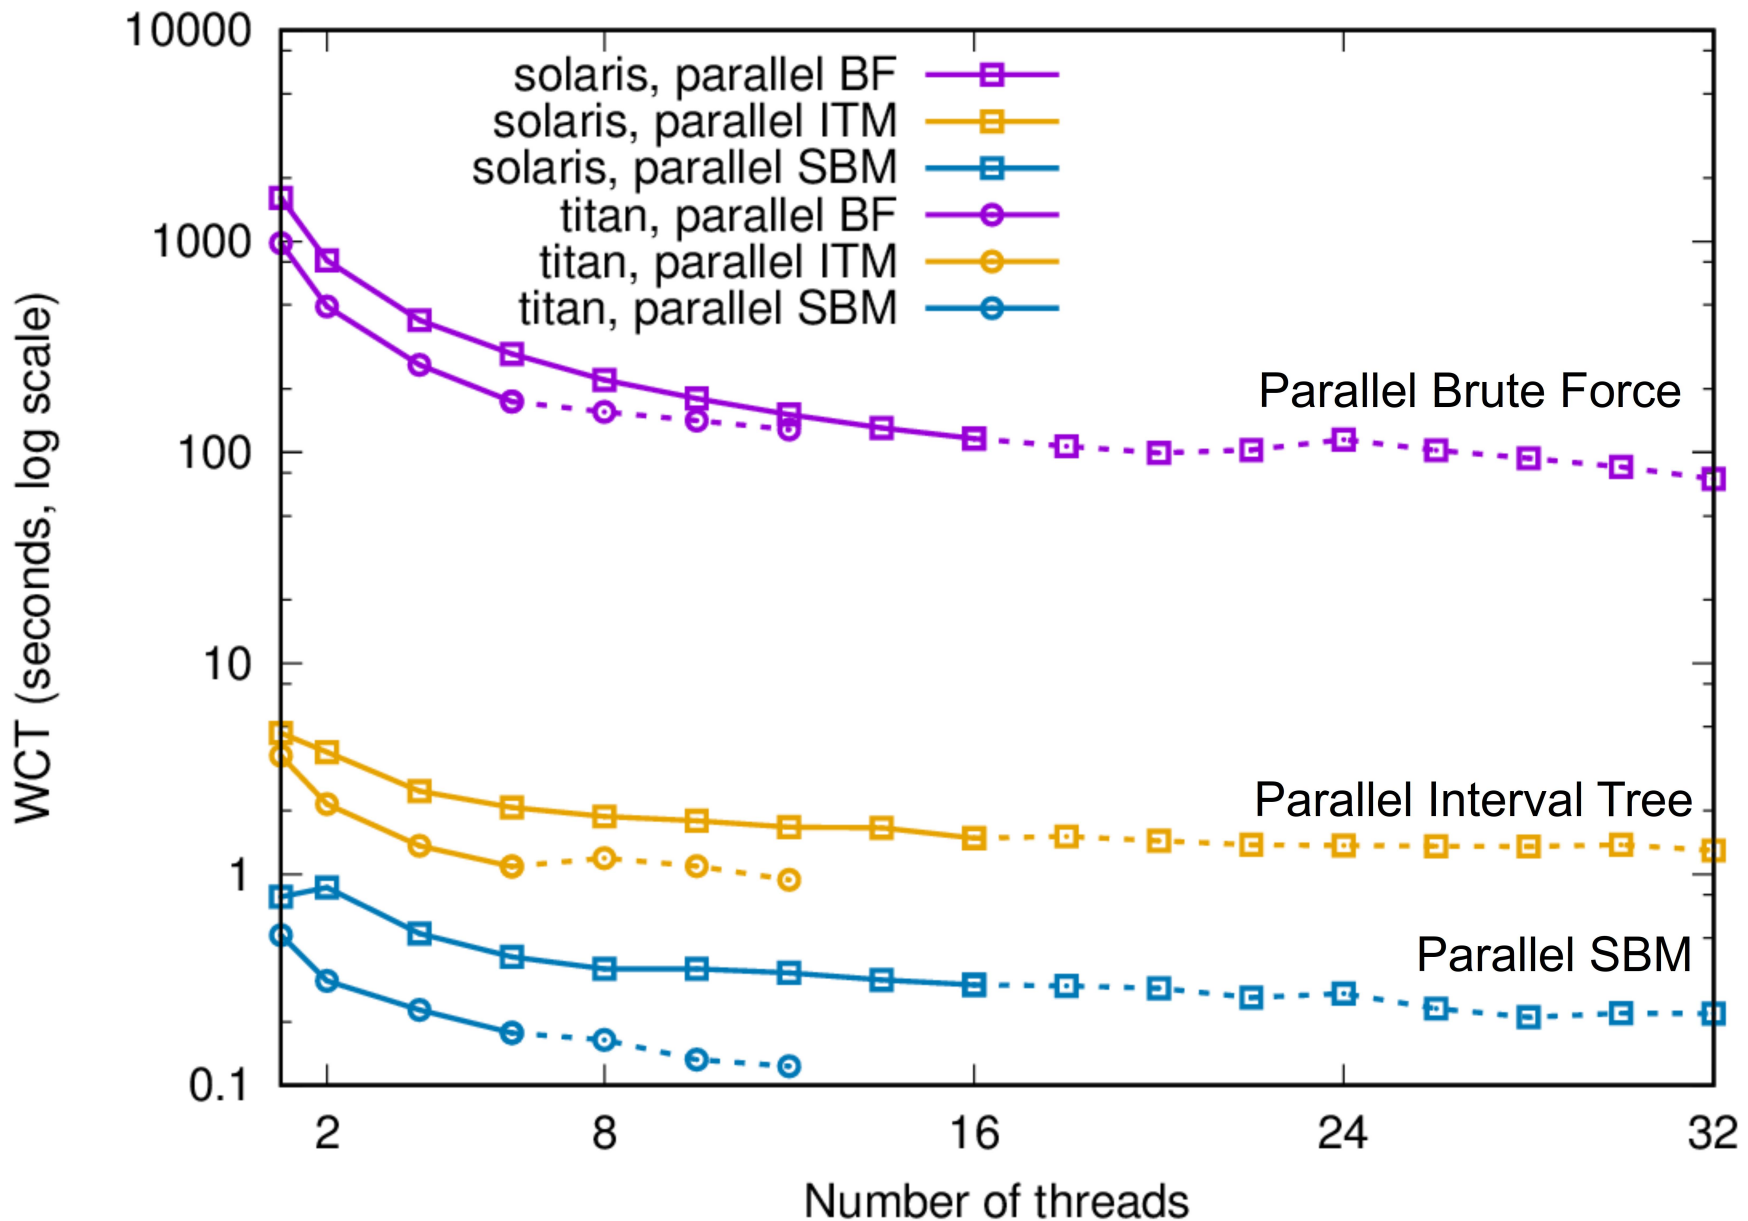 10000
1000
100
10
1
0.1
WCT (seconds, log scale)
solaris, parallel BF
solaris, parallel ITM
solaris, parallel SBM
titan, parallel BF
titan, parallel ITM
titan, parallel SBM
Parallel Brute Force
Parallel Interval Tree
Parallel SBM
2 8 16 24 32
Number of threads